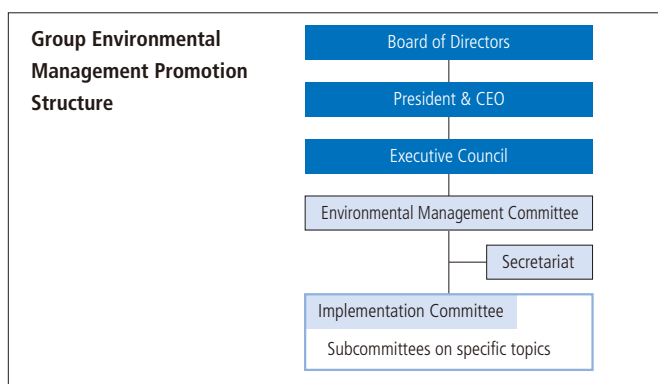 Group Environmental
Management Promotion
Structure
Board of Directors
President & CEO
Executive Council
Environmental Management Committee
Secretariat
Implementation Committee
Subcommittees on specific topics